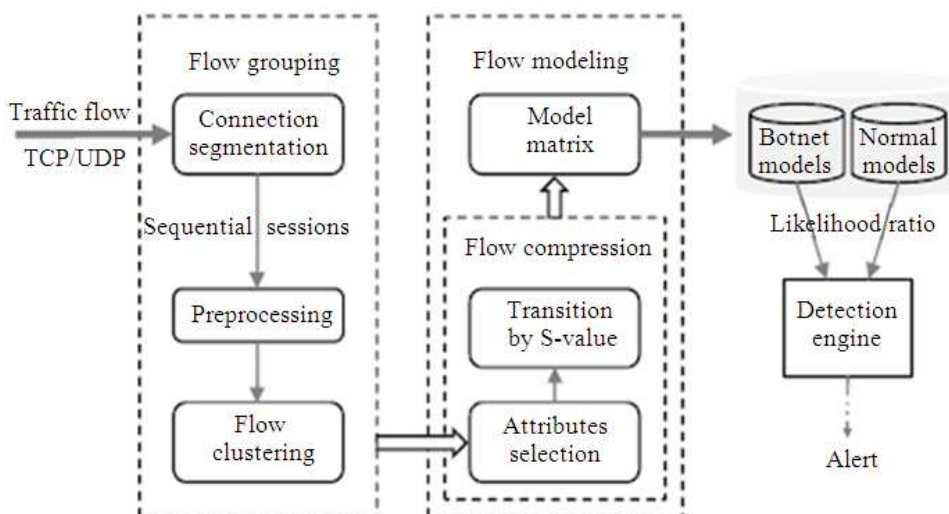 Traffic flow
TCP/UDP
Flow grouping
Connection
segmentation
Sequential sessions
Preprocessing
Flow
clustering
Flow modeling
Model
matrix
Flow compression
Transition
by S-value
Attributes
selection
Botnet
models
Normal
models
Likelihood ratio
Detection
engine
Alert